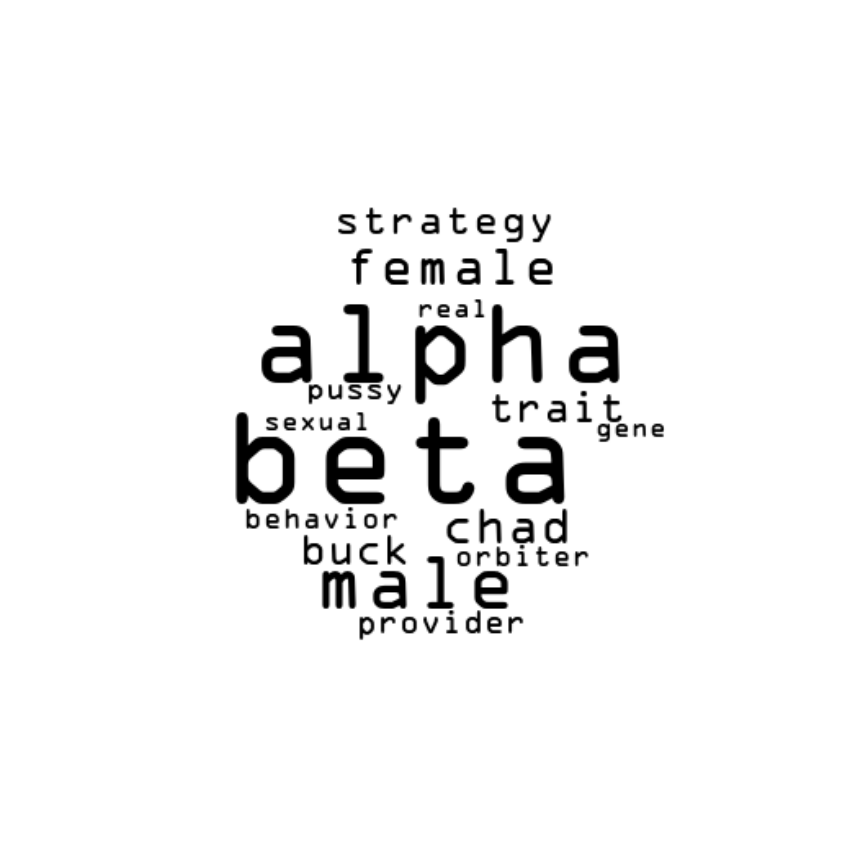 strategy
female
real
alpha
pussy
trait
sexual
gene
beta
behavior
chad
buck
orbiter
male
provider